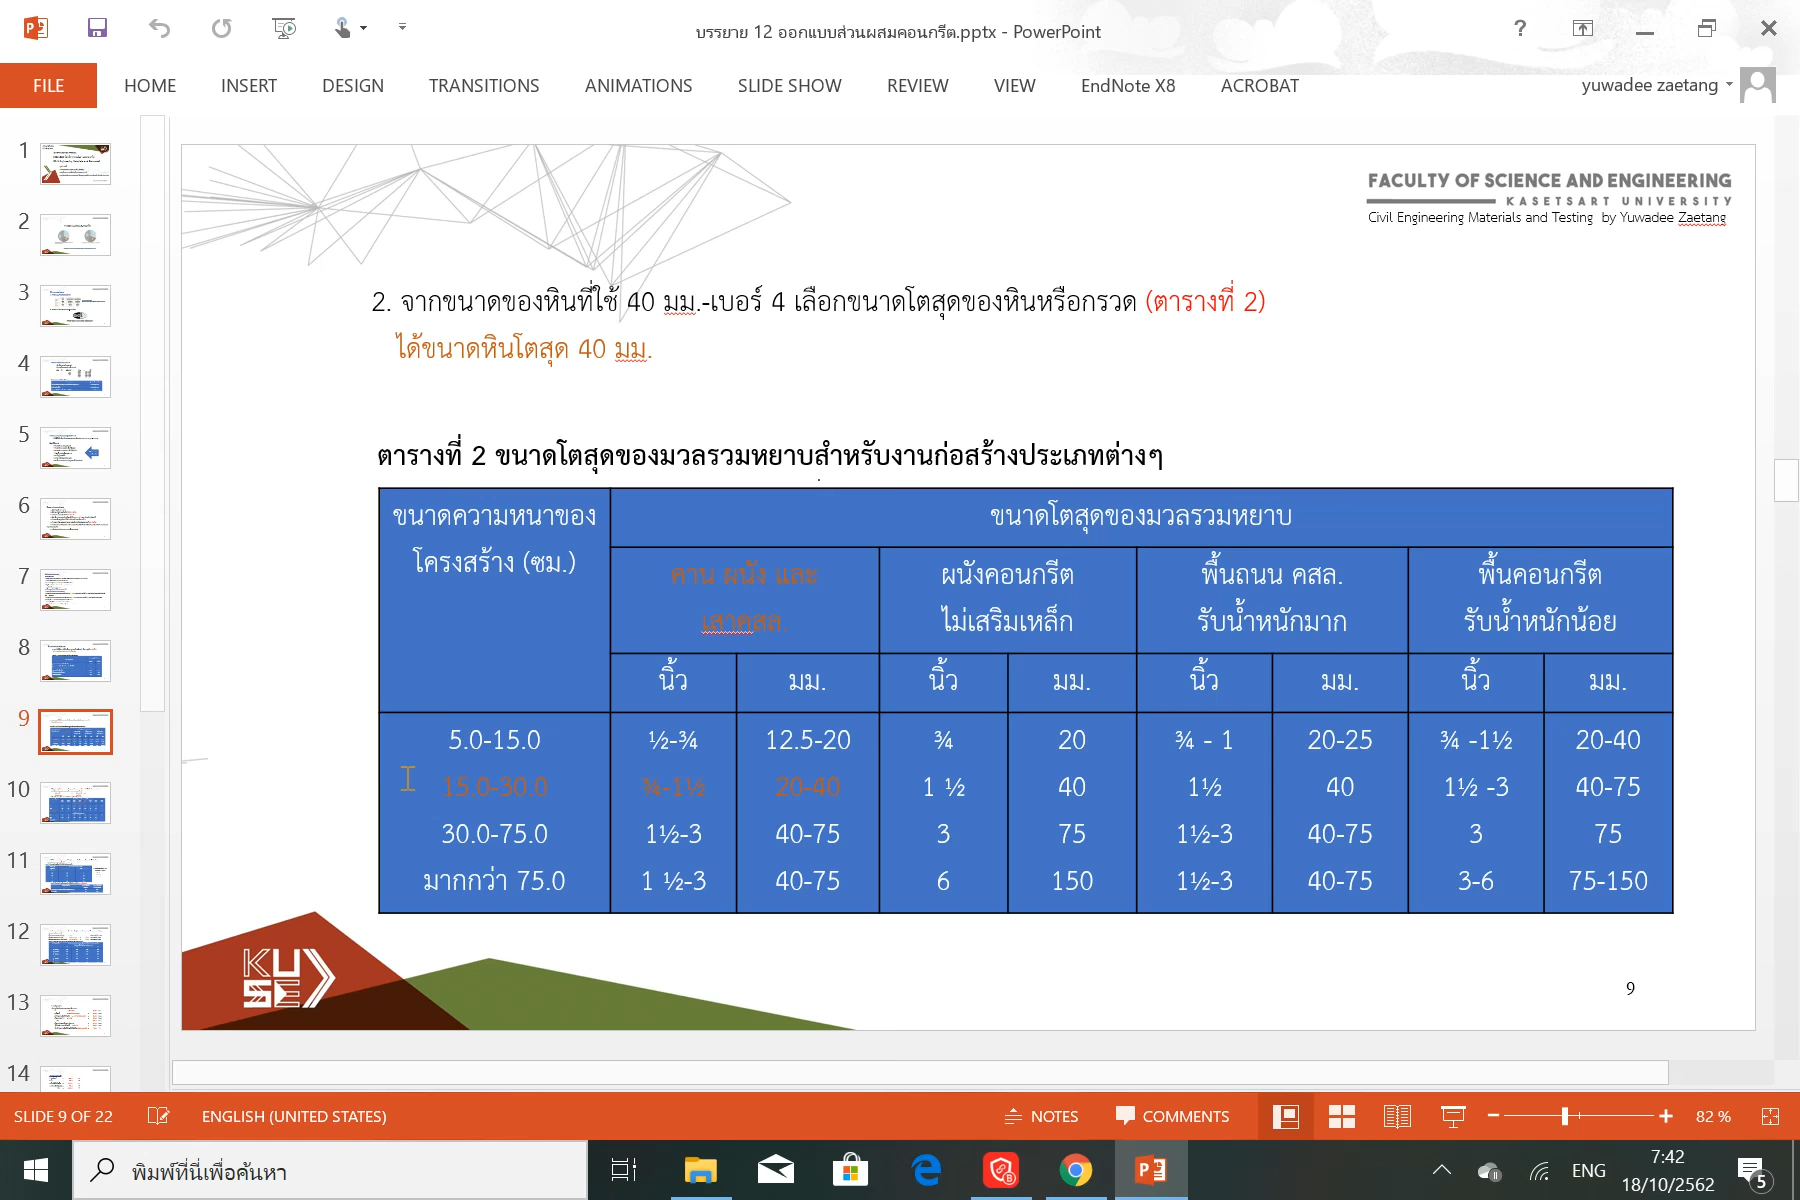 บรรยาย 12 ออกแบบส่วนผสมคอนกรีต.pptx - PowerPoint
?
FILE HOME INSERT DESIGN TRANSITIONS ANIMATIONS SLIDE SHOW REVIEW VIEW EndNote X8 ACROBAT yuwadee zaetang
1
2
3
4
5
6
7
8
9
10
11
12
13
14
FACULTY OF SCIENCE AND ENGINEERING
KASETSART UNIVERSITY
Civil Engineering Materials and Testing by Yuwadee Zaetang
2. จากขนาดของหินที่ใช้ 40 มม.-เบอร์ 4 เลือกขนาดโตสุดของหินหรือกรวด (ตารางที่ 2)
ได้ขนาดหินโตสุด 40 มม.
ตารางที่ 2 ขนาดโตสุดของมวลรวมหยาบสำหรับงานก่อสร้างประเภทต่างๆ
ขนาดความหนาของ
โครงสร้าง (ซม.)
ขนาดโตสุดของมวลรวมหยาบ
คาน ผนัง และ
เสาคสล.
ผนังคอนกรีต
ไม่เสริมเหล็ก
พื้นถนน คสล.
รับน้ำหนักมาก
พื้นคอนกรีต
รับน้ำหนักน้อย
นิ้ว มม. นิ้ว มม. นิ้ว มม. นิ้ว มม.
5.0-15.0 ½-¾ 12.5-20 ¾ 20 ¾ - 1 20-25 ¾ -1½ 20-40
15.0-30.0 ¾-1½ 20-40 1 ½ 40 1½ 40 1½ -3 40-75
30.0-75.0 1½-3 40-75 3 75 1½-3 40-75 3 75
มากกว่า 75.0 1 ½-3 40-75 6 150 1½-3 40-75 3-6 75-150
KU
SE
9
SLIDE 9 OF 22 ENGLISH (UNITED STATES) NOTES COMMENTS 82 %
พิมพ์ที่นี่เพื่อค้นหา
ENG
7:42
18/10/2562
5